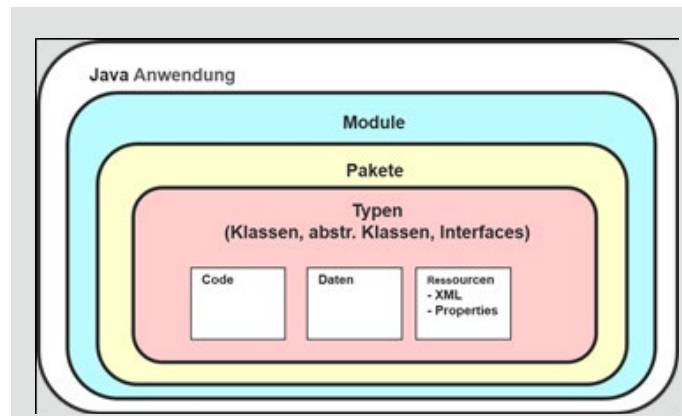 Java Anwendung
Module
Pakete
Typen
(Klassen, abstr. Klassen, Interfaces)
Code
Daten
Ressourcen
- XML
- Properties